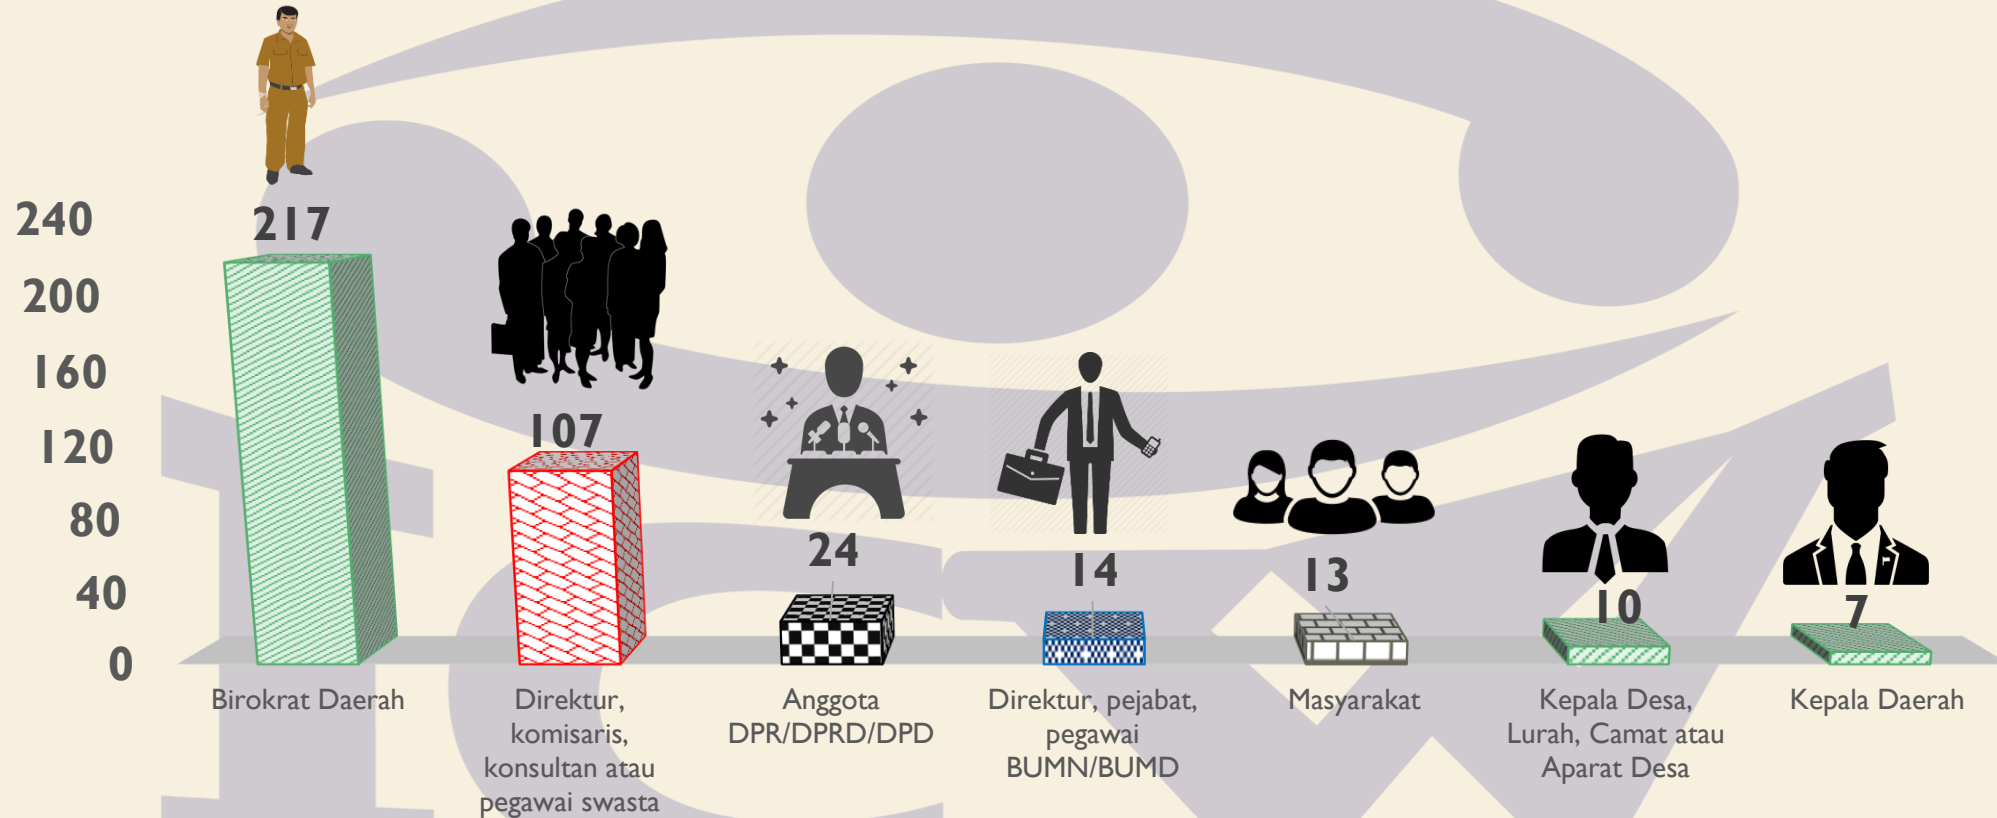 240
200
160
120
80
40
0
217
107
24
14
13
10
7
Birokrat Daerah
Direktur,
komisaris,
konsultan atau
pegawai swasta
Anggota
DPR/DPRD/DPD
Direktur, pejabat,
pegawai
BUMN/BUMD
Masyarakat
Kepala Desa,
Lurah, Camat atau
Aparat Desa
Kepala Daerah